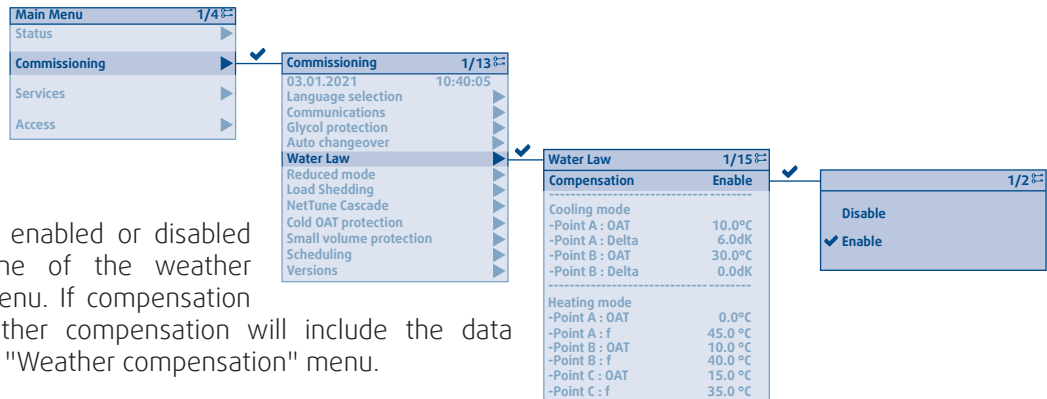 Main Menu 1/4
Status
Commissioning
Services
Access
Commissioning 1/13
03.01.2021 10:40:05
Language selection
Communications
Glycol protection
Auto changeover
Water Law
Reduced mode
Load Shedding
NetTune Cascade
Cold OAT protection
Small volume protection
Scheduling
Versions
Water Law 1/15
Compensation Enable
Cooling mode
-Point A : OAT 10.0°C
-Point A : Delta 6.0dK
-Point B : OAT 30.0°C
-Point B : Delta 0.0dK
Heating mode
-Point A : OAT 0.0°C
-Point A : f 45.0 °C
-Point B : OAT 10.0 °C
-Point B : f 40.0 °C
-Point C : OAT 15.0 °C
-Point C : f 35.0 °C
1/2
Disable
Enable
enabled or disabled
of the weather
If compensation
compensation will include the data
"Weather compensation" menu.